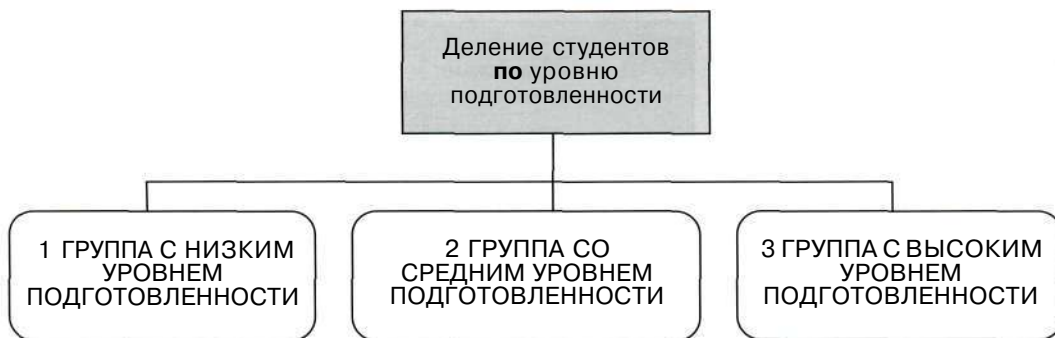 Деление студентов
по уровню
подготовленности
1 ГРУППА С НИЗКИМ
УРОВНЕМ
ПОДГОТОВЛЕННОСТИ
2 ГРУППА СО
СРЕДНИМ УРОВНЕМ
ПОДГОТОВЛЕННОСТИ
3 ГРУППА С ВЫСОКИМ
УРОВНЕМ
ПОДГОТОВЛЕННОСТИ